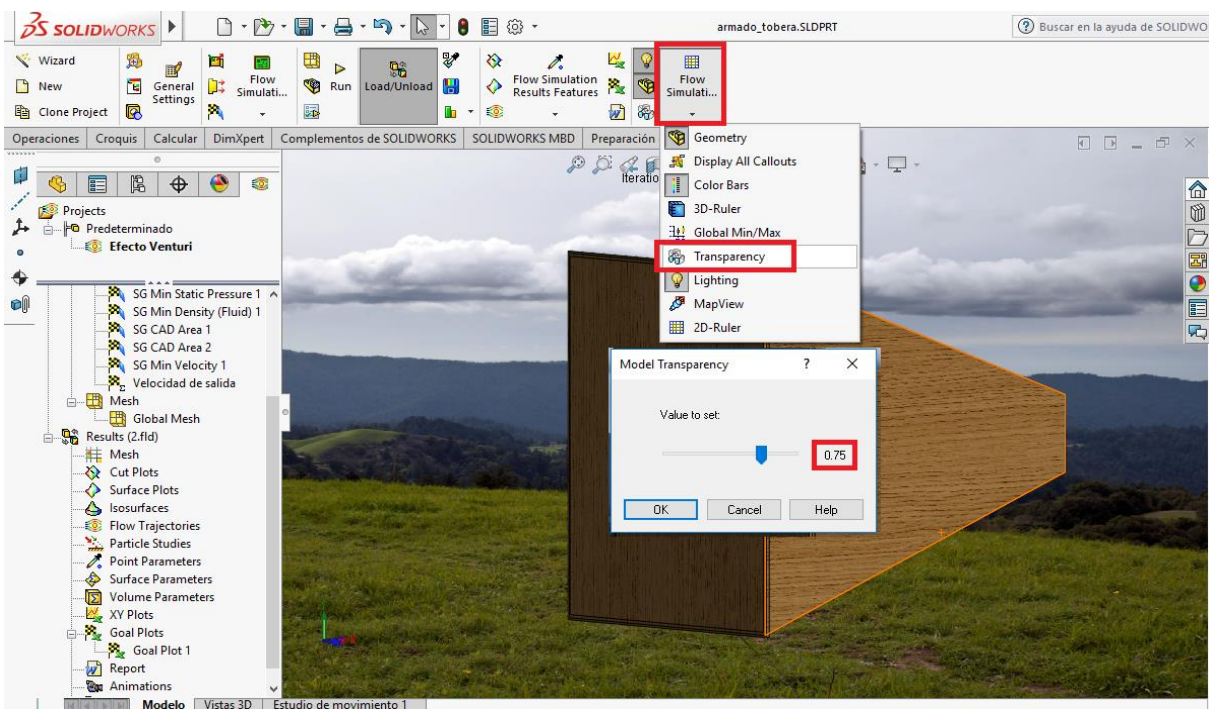 SOLIDWORKS
armado_tobera.SLDPRT
Buscar en la ayuda de SOLIDWO
Wizard
New
Clone Project
General
Settings
Flow
Simulati...
Run
Load/Unload
Flow Simulation
Results Features
Flow
Simulati...
Operaciones
Croquis
Calcular
DimXpert
Complementos de SOLIDWORKS
SOLIDWORKS MBD
Preparación
Geometry
Display All Callouts
Color Bars
3D-Ruler
Global Min/Max
Transparency
Lighting
MapView
2D-Ruler
Iteratio
Projects
Predeterminado
Efecto Venturi
SG Min Static Pressure 1
SG Min Density (Fluid) 1
SG CAD Area 1
SG CAD Area 2
SG Min Velocity 1
Velocidad de salida
Mesh
Global Mesh
Results (2.fld)
Mesh
Cut Plots
Surface Plots
Isosurfaces
Flow Trajectories
Particle Studies
Point Parameters
Surface Parameters
Volume Parameters
XY Plots
Goal Plots
Goal Plot 1
Report
Animations
Model Transparency
?
Value to set:
0.75
OK
Cancel
Help
Modelo
Vistas 3D
Estudio de movimiento 1